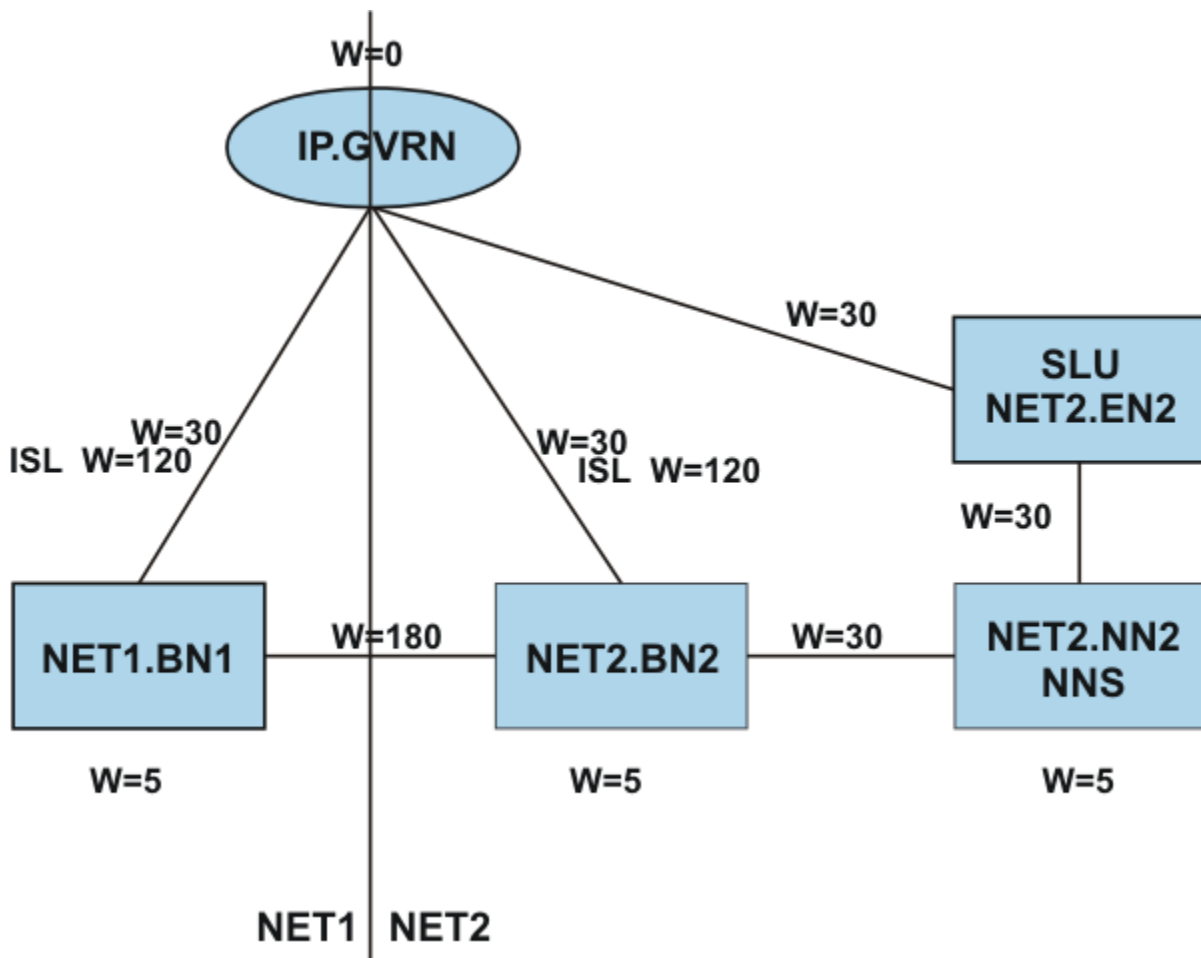 W=0
IP.GVRN
W=30
SLU
NET2.EN2
W=30
ISL W=120
W=30
ISL W=120
W=30
NET1.BN1
W=180
NET2.BN2
W=30
NET2.NN2
NNS
W=5
W=5
W=5
NET1
NET2